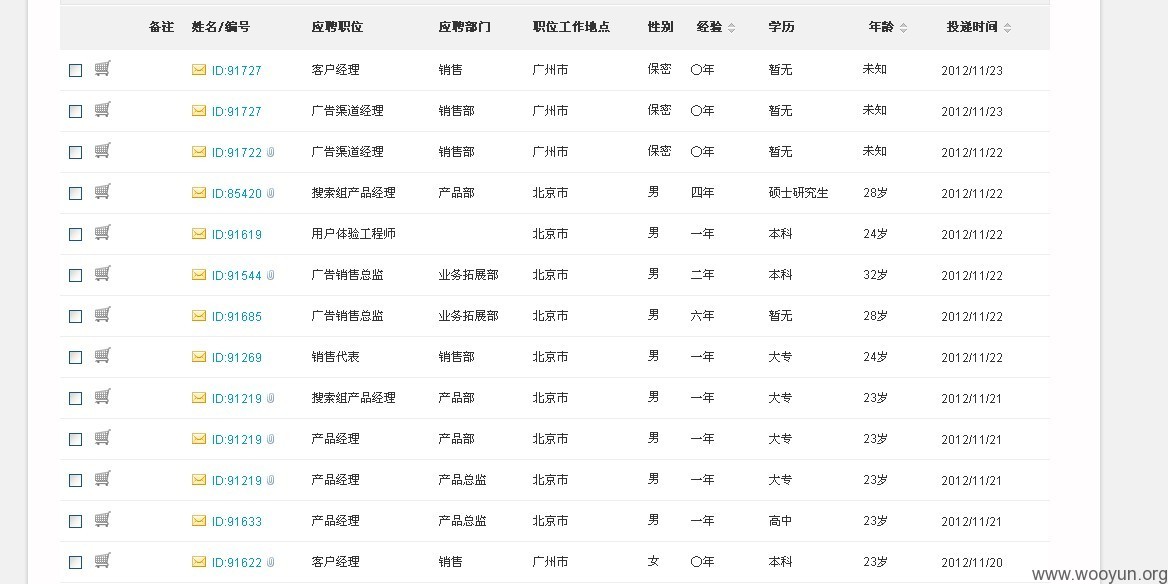 备注 姓名/编号 应聘职位 应聘部门 职位工作地点 性别 经验 学历 年龄 投递时间
ID:91727 客户经理 销售 广州市 保密 〇年 暂无 未知 2012/11/23
ID:91727 广告渠道经理 销售部 广州市 保密 〇年 暂无 未知 2012/11/23
ID:91722 广告渠道经理 销售部 广州市 保密 〇年 暂无 未知 2012/11/22
ID:85420 搜索组产品经理 产品部 北京市 男 四年 硕士研究生 28岁 2012/11/22
ID:91619 用户体验工程师 北京市 男 一年 本科 24岁 2012/11/22
ID:91544 广告销售总监 业务拓展部 北京市 男 二年 本科 32岁 2012/11/22
ID:91685 广告销售总监 业务拓展部 北京市 男 六年 暂无 28岁 2012/11/22
ID:91269 销售代表 销售部 北京市 男 一年 大专 24岁 2012/11/22
ID:91219 搜索组产品经理 产品部 北京市 男 一年 大专 23岁 2012/11/21
ID:91219 产品经理 产品部 北京市 男 一年 大专 23岁 2012/11/21
ID:91219 产品经理 产品总监 北京市 男 一年 大专 23岁 2012/11/21
ID:91633 产品经理 产品总监 北京市 男 一年 高中 23岁 2012/11/21
ID:91622 客户经理 销售 广州市 女 〇年 本科 23岁 2012/11/20
www.wooyun.org